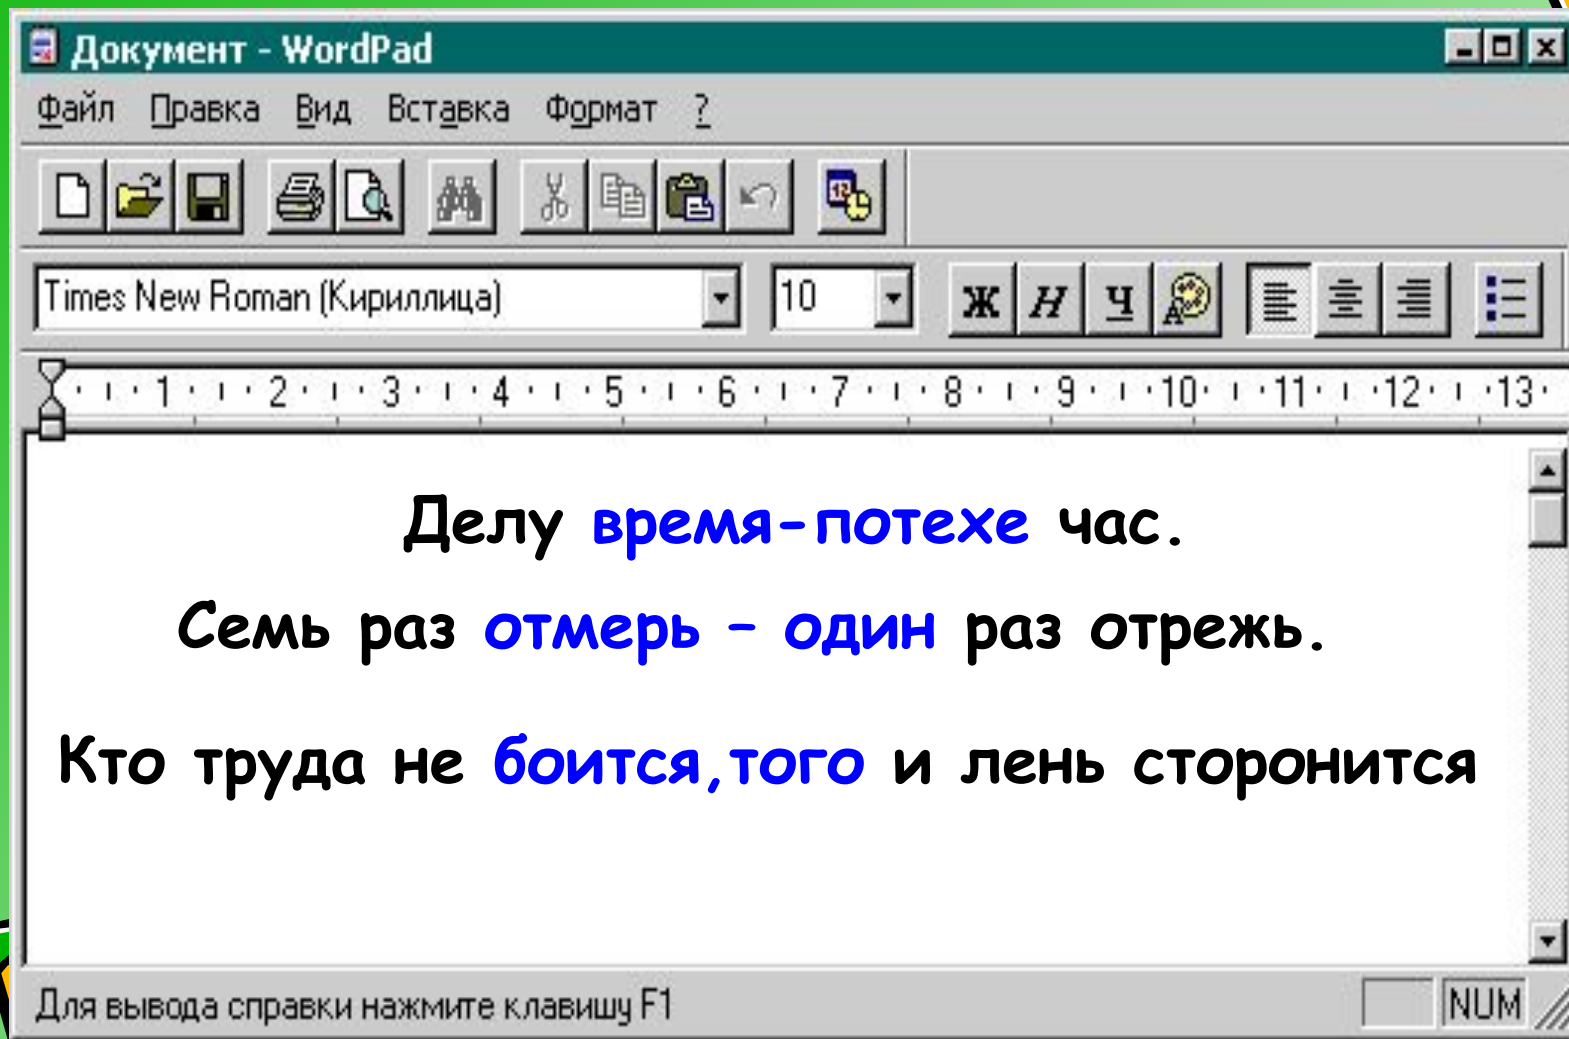 Документ - WordPad
Файл Правка Вид Вставка Формат ?
12
Times New Roman (Кириллица) 10 Ж Н Ч А
1 2 3 4 5 6 7 8 9 10 11 12 13
Делу время-потехе час.
Семь раз отмерь – один раз отрежь.
Кто труда не боится,того и лень сторонится
Для вывода справки нажмите клавишу F1 NUM